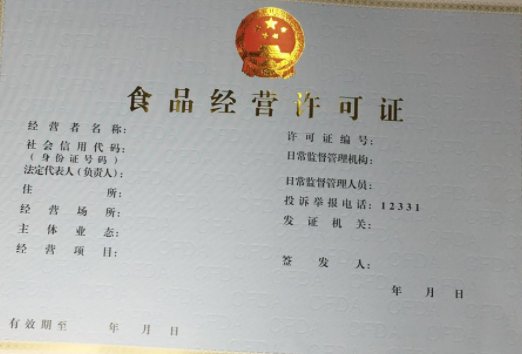 食品经营许可证
经营者名称：
社会信用代码：
（身份证号码）
法定代表人（负责人）：
住所：
经营场所：
主体业态：
经营项目：
许可证编号：
日常监督管理机构：
日常监督管理人员：
投诉举报电话：12331
发证机关：
签发人：
年 月 日
有效期至 年 月 日